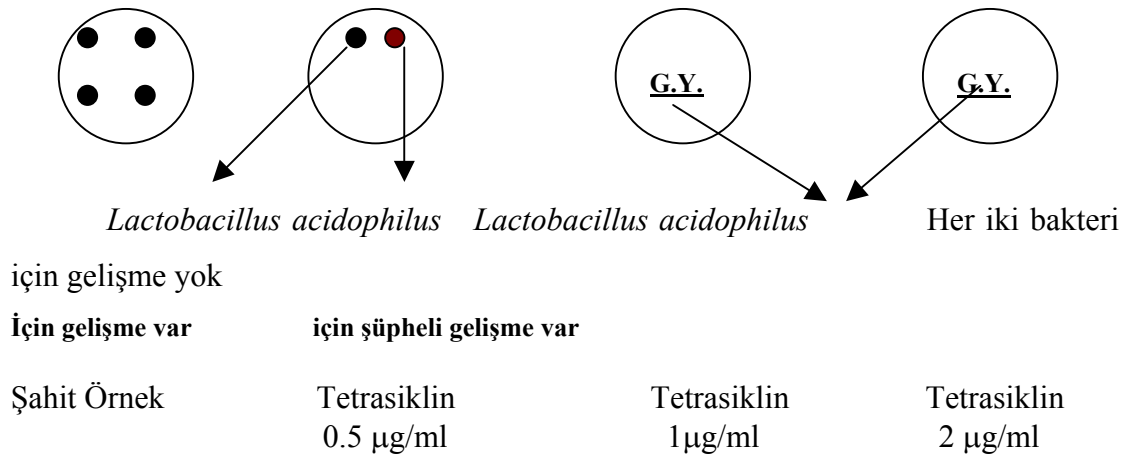 G.Y. G.Y.
Lactobacillus acidophilus Lactobacillus acidophilus Her iki bakteri
için gelişme yok
İçin gelişme var için şüpheli gelişme var
Şahit Örnek Tetrasiklin Tetrasiklin Tetrasiklin
0.5 μg/ml 1μg/ml 2 μg/ml